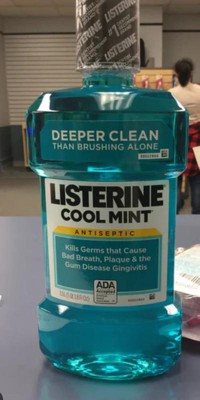 LISTERINE
DEEPER CLEAN
THAN BRUSHING ALONE
LISTERINE
COOL MINT
ANTISEPTIC
Kills Germs that Cause
Bad Breath, Plaque & the
Gum Disease Gingivitis
ADA
Accepted